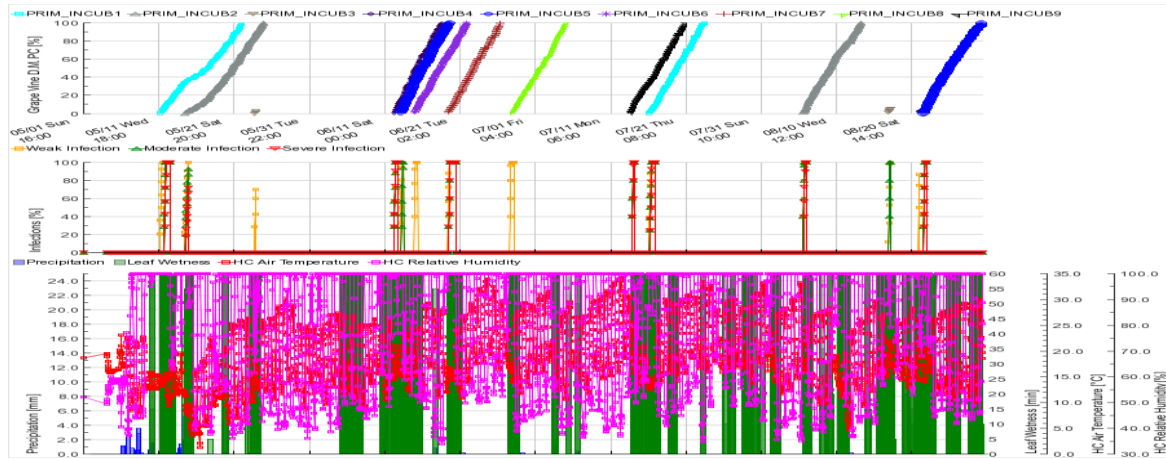 PRIM_INCUB1 PRIM_INCUB2 PRIM_INCUB3 PRIM_INCUB4 PRIM_INCUB5 PRIM_INCUB6 PRIM_INCUB7 PRIM_INCUB8 PRIM_INCUB9
Grape Vine D.M. PC [%]
100
80
60
40
20
0
05/01 Sun 16:00
05/11 Wed 18:00
05/21 Sat 20:00
05/31 Tue 22:00
06/11 Sat 00:00
06/21 Tue 02:00
07/01 Fri 04:00
07/11 Mon 06:00
07/21 Thu 08:00
07/31 Sun 10:00
08/10 Wed 12:00
08/20 Sat 14:00
Weak Infection Moderate Infection Severe Infection
Infections [%]
100
80
60
40
20
0
Precipitation Leaf Wetness HC Air Temperature HC Relative Humidity
Precipitation [mm]
24.0
22.0
20.0
18.0
16.0
14.0
12.0
10.0
8.0
6.0
4.0
2.0
0.0
60
55
50
45
40
35
30
25
20
15
10
5
0
Leaf Wetness [min]
35.0
30.0
25.0
20.0
15.0
10.0
5.0
0.0
HC Air Temperature [°C]
100.0
90.0
80.0
70.0
60.0
50.0
40.0
30.0
HC Relative Humidity[%]